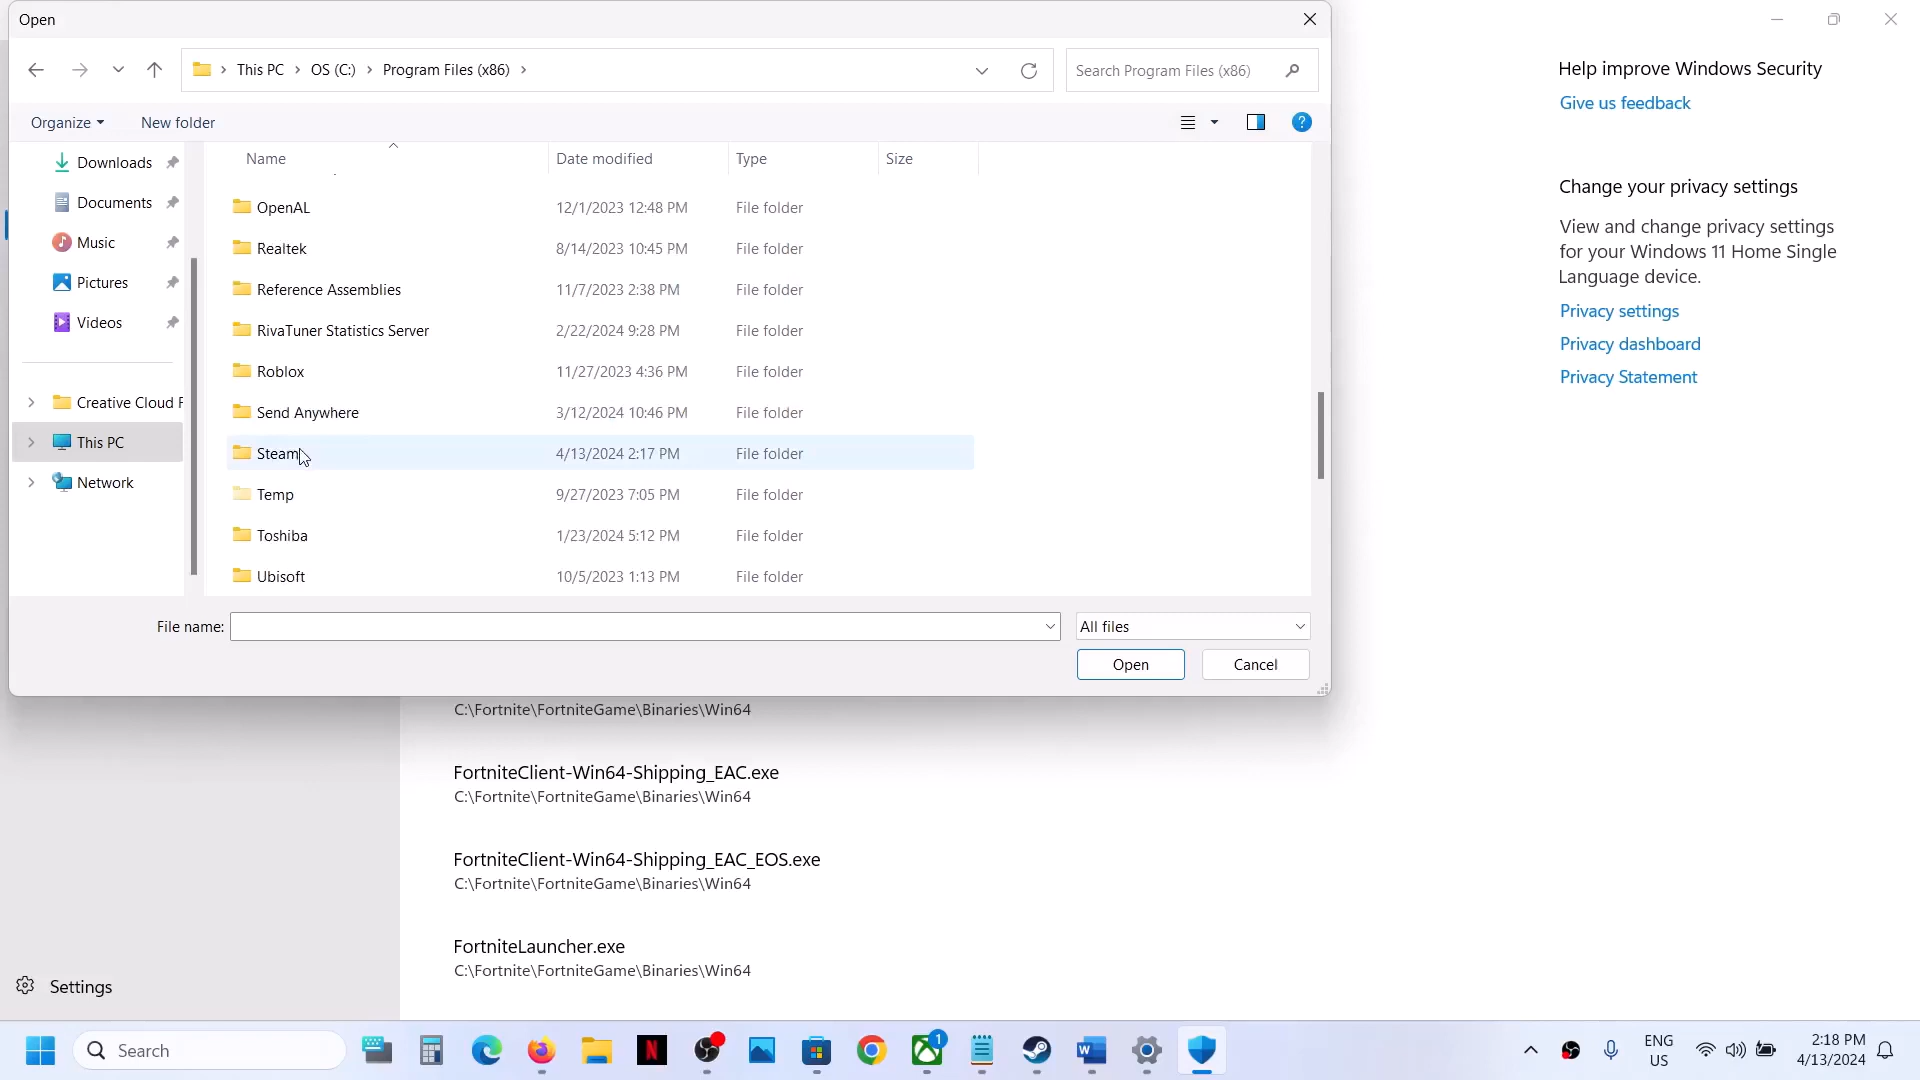 Open
This PC > OS (C:) > Program Files (x86) >
Search Program Files (x86)
Organize
New folder
Name
Date modified
Type
Size
Downloads
Documents
Music
Pictures
Videos
Creative Cloud F
This PC
Network
OpenAL 12/1/2023 12:48 PM File folder
Realtek 8/14/2023 10:45 PM File folder
Reference Assemblies 11/7/2023 2:38 PM File folder
RivaTuner Statistics Server 2/22/2024 9:28 PM File folder
Roblox 11/27/2023 4:36 PM File folder
Send Anywhere 3/12/2024 10:46 PM File folder
Steam 4/13/2024 2:17 PM File folder
Temp 9/27/2023 7:05 PM File folder
Toshiba 1/23/2024 5:12 PM File folder
Ubisoft 10/5/2023 1:13 PM File folder
File name:
All files
Open
Cancel
Help improve Windows Security
Give us feedback
Change your privacy settings
View and change privacy settings
for your Windows 11 Home Single
Language device.
Privacy settings
Privacy dashboard
Privacy Statement
C:\Fortnite\FortniteGame\Binaries\Win64
FortniteClient-Win64-Shipping_EAC.exe
C:\Fortnite\FortniteGame\Binaries\Win64
FortniteClient-Win64-Shipping_EAC_EOS.exe
C:\Fortnite\FortniteGame\Binaries\Win64
FortniteLauncher.exe
C:\Fortnite\FortniteGame\Binaries\Win64
Settings
Search
1
ENG
US
2:18 PM
4/13/2024